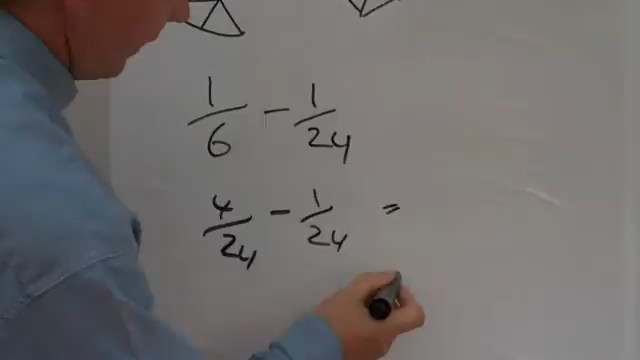 1/6 - 1/24
4/24 - 1/24 =